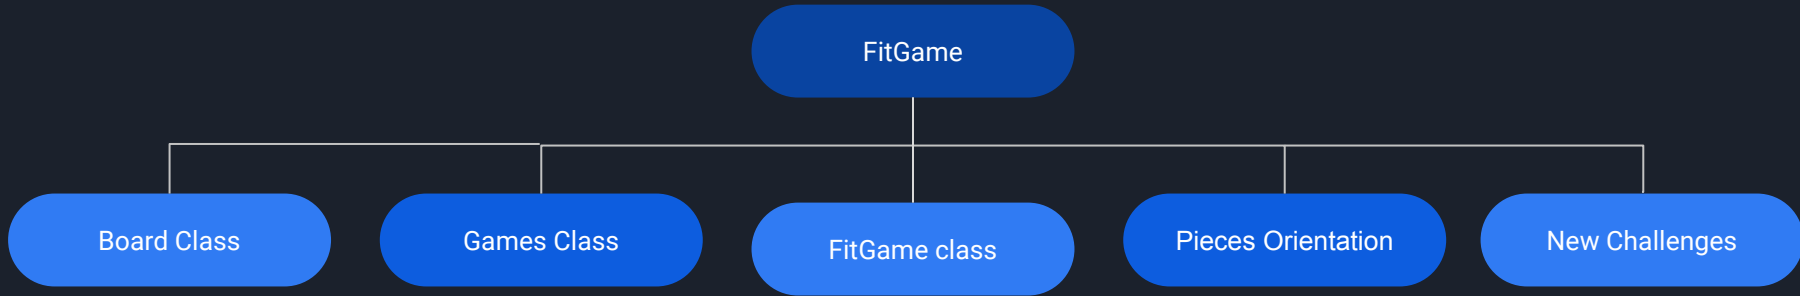 FitGame
Board Class
Games Class
FitGame class
Pieces Orientation
New Challenges